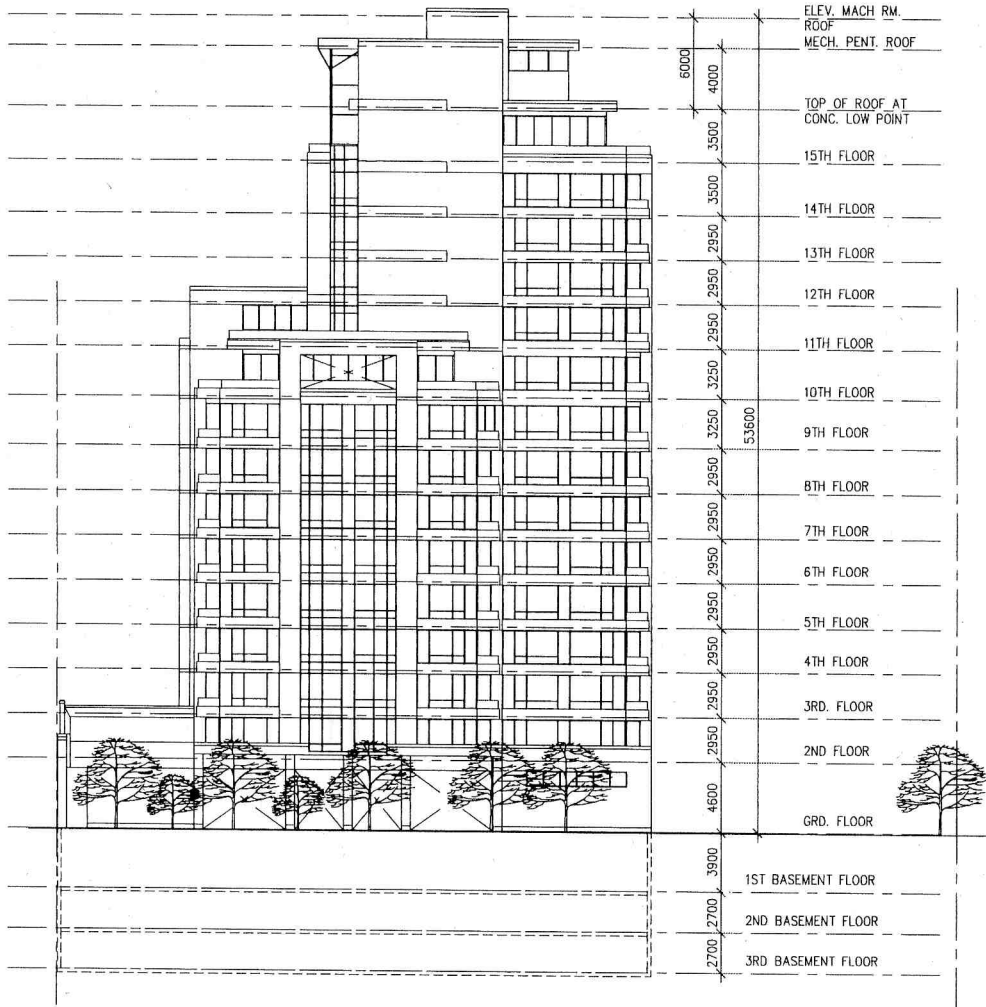 ELEV. MACH RM.
ROOF
MECH. PENT. ROOF
6000
4000
TOP OF ROOF AT
CONC. LOW POINT
3500
15TH FLOOR
3500
14TH FLOOR
2950
13TH FLOOR
2950
12TH FLOOR
2950
11TH FLOOR
3250
10TH FLOOR
53600
3250
9TH FLOOR
2950
8TH FLOOR
2950
7TH FLOOR
2950
6TH FLOOR
2950
5TH FLOOR
2950
4TH FLOOR
2950
3RD. FLOOR
2950
2ND FLOOR
4600
GRD. FLOOR
3900
1ST BASEMENT FLOOR
2700
2ND BASEMENT FLOOR
2700
3RD BASEMENT FLOOR